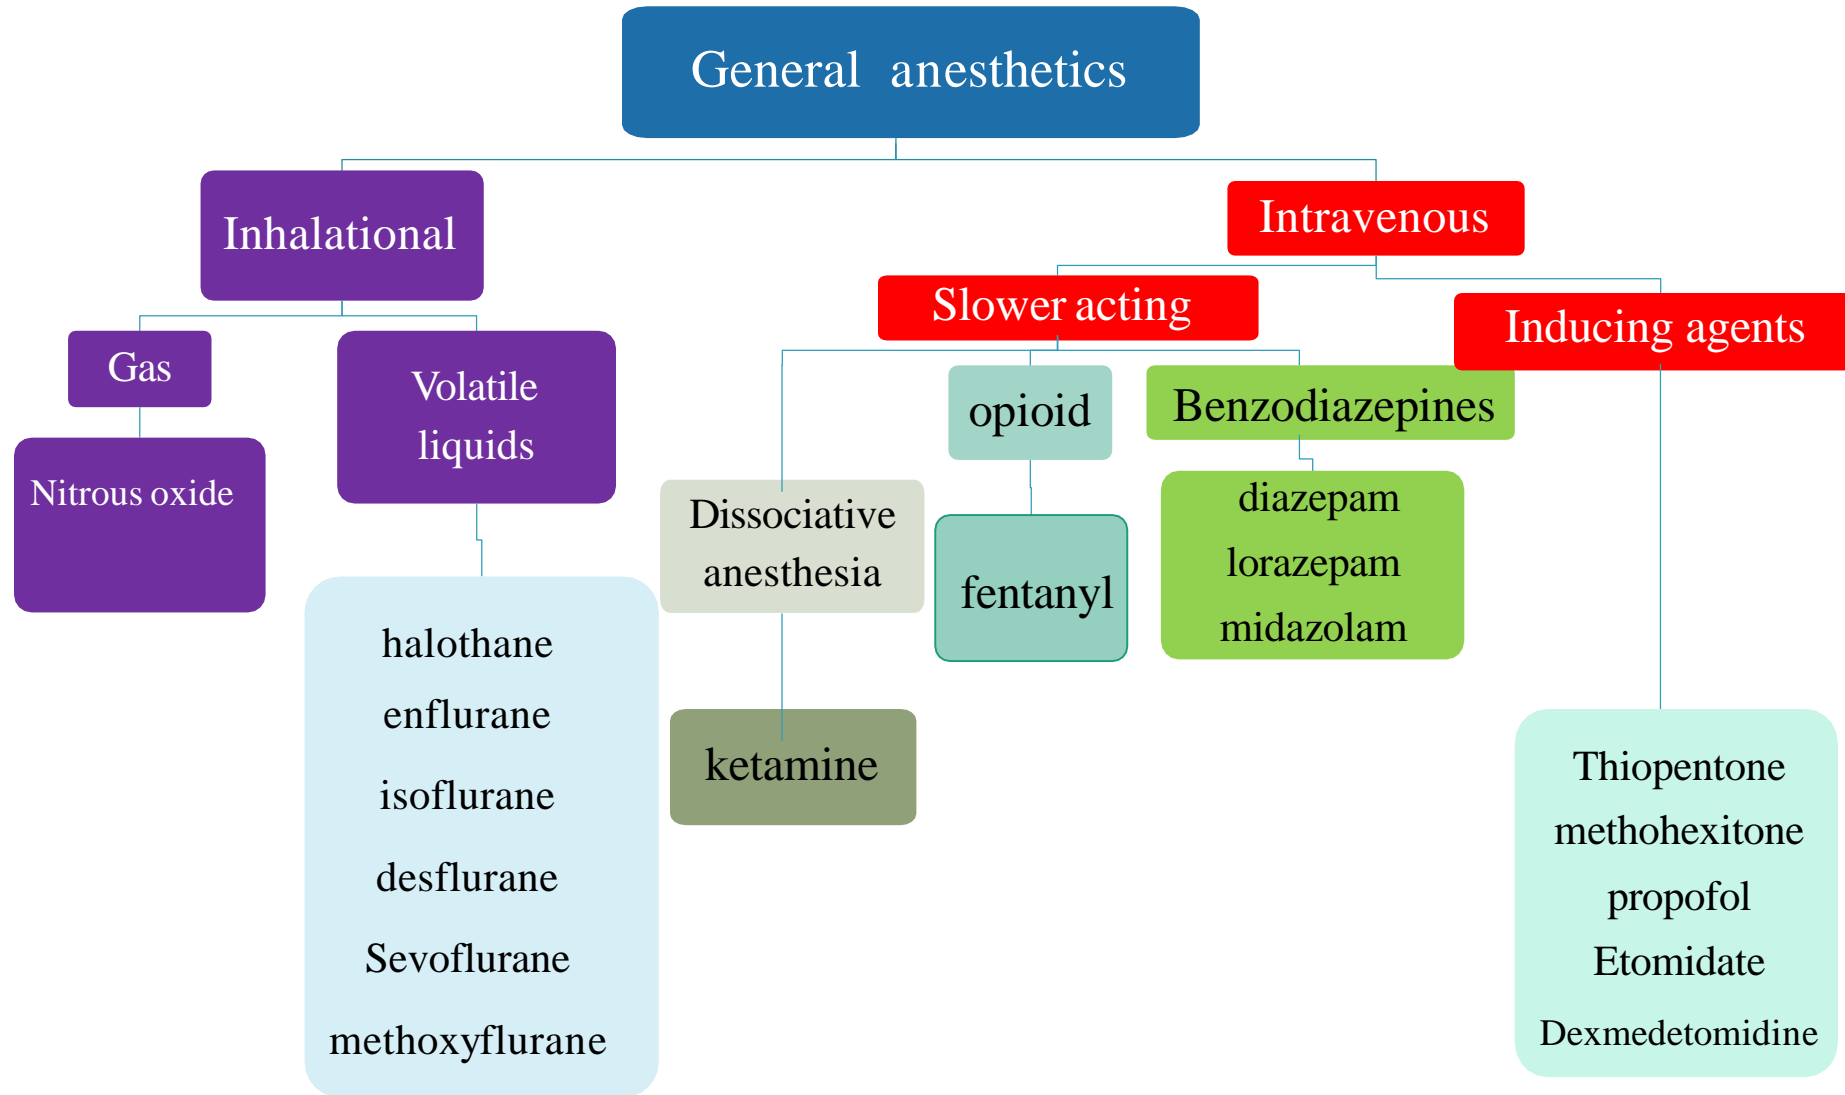 General anesthetics
Inhalational
Intravenous
Slower acting
Inducing agents
Gas
Volatile
liquids
opioid
Benzodiazepines
Nitrous oxide
Dissociative
anesthesia
fentanyl
diazepam
lorazepam
midazolam
halothane
enflurane
isoflurane
desflurane
Sevoflurane
methoxyflurane
ketamine
Thiopentone
methohexitone
propofol
Etomidate
Dexmedetomidine